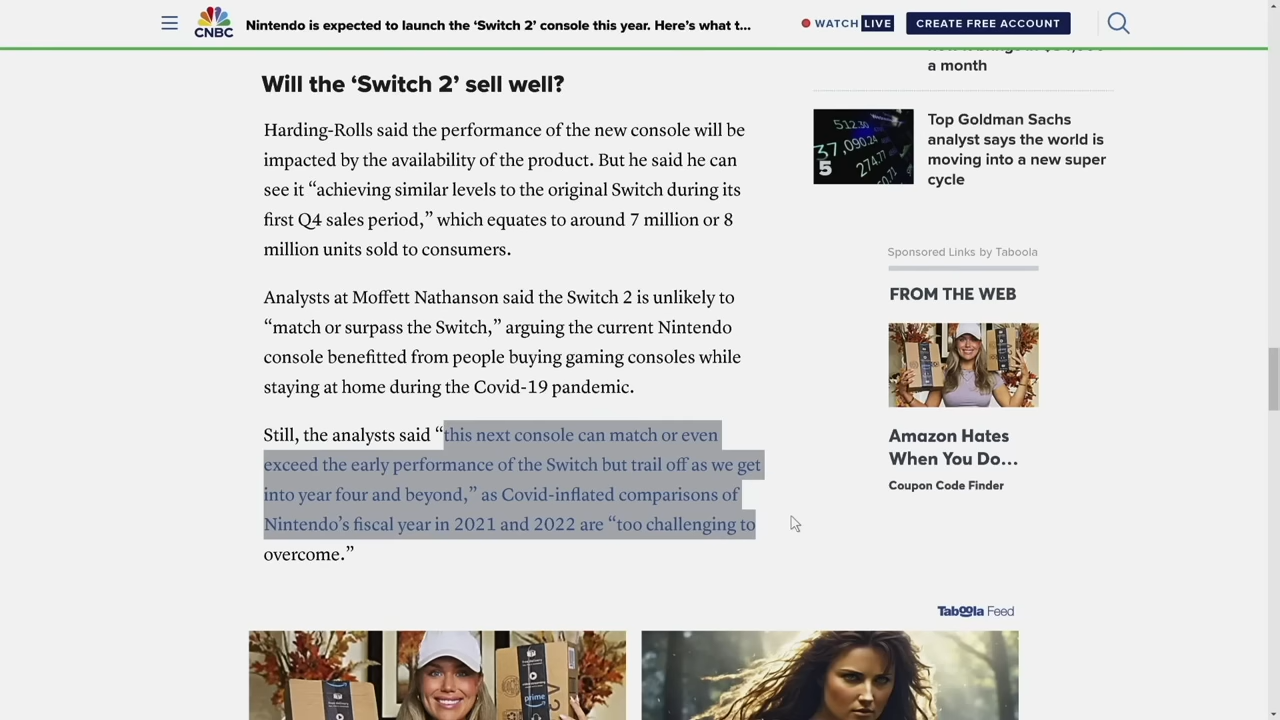 CNBC
Nintendo is expected to launch the ‘Switch 2’ console this year. Here’s what t...
WATCH LIVE
CREATE FREE ACCOUNT
a month
Will the ‘Switch 2’ sell well?
Harding-Rolls said the performance of the new console will be
impacted by the availability of the product. But he said he can
see it “achieving similar levels to the original Switch during its
first Q4 sales period,” which equates to around 7 million or 8
million units sold to consumers.
Analysts at Moffett Nathanson said the Switch 2 is unlikely to
“match or surpass the Switch,” arguing the current Nintendo
console benefitted from people buying gaming consoles while
staying at home during the Covid-19 pandemic.
Still, the analysts said “this next console can match or even
exceed the early performance of the Switch but trail off as we get
into year four and beyond,” as Covid-inflated comparisons of
Nintendo’s fiscal year in 2021 and 2022 are “too challenging to
overcome.”
512.30
37,090.24
274.77
5
Top Goldman Sachs
analyst says the world is
moving into a new super
cycle
Sponsored Links by Taboola
FROM THE WEB
Amazon Hates
When You Do...
Coupon Code Finder
Taboola Feed
prime